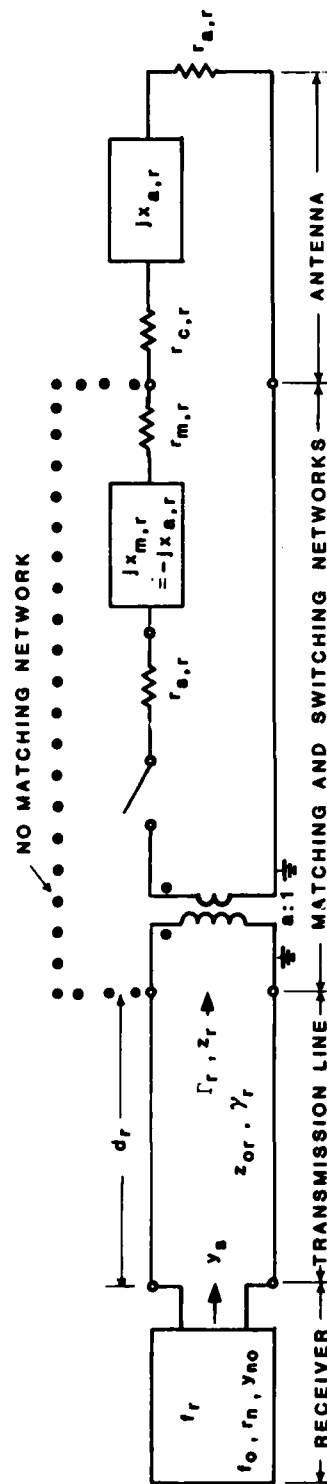 NO MATCHING NETWORK
d_r
f_r
f_o, r_n, y_no
y_s
Γ_r, z_r
z_or, γ_r
a:1
r_s,r
jx_m,r
≐-jx_a,r
r_m,r
r_c,r
jx_a,r
r_a,r
RECEIVER
TRANSMISSION LINE
MATCHING AND SWITCHING NETWORKS
ANTENNA